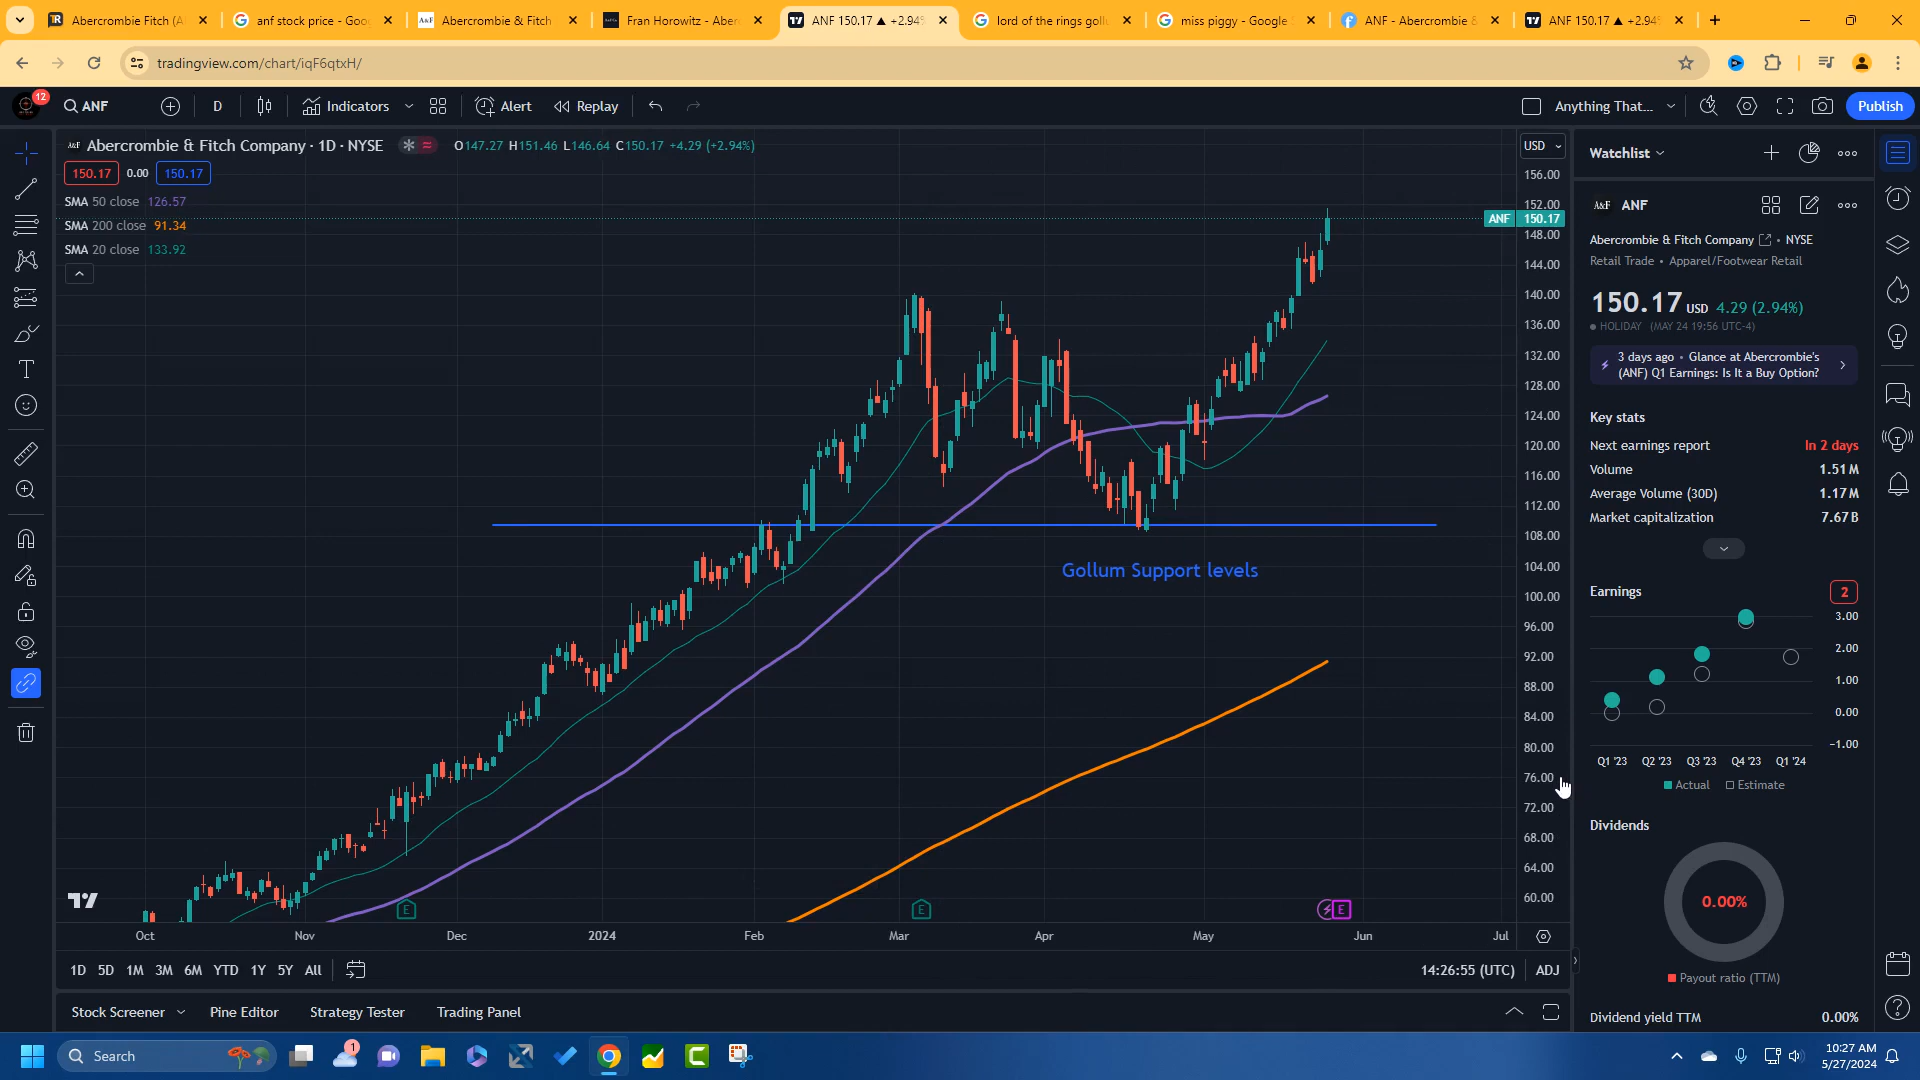 Abercrombie Fitch (A
anf stock price - Goo
Abercrombie & Fitch
Fran Horowitz - Aber
ANF 150.17 ▲ +2.94%
lord of the rings gollu
miss piggy - Google
ANF - Abercrombie &
ANF 150.17 ▲ +2.94%
tradingview.com/chart/iqF6qtxH/
12
ANF
D
Indicators
Alert
Replay
Anything That...
Publish
Abercrombie & Fitch Company · 1D · NYSE
O147.27 H151.46 L146.64 C150.17 +4.29 (+2.94%)
150.17 0.00 150.17
SMA 50 close 126.57
SMA 200 close 91.34
SMA 20 close 133.92
USD
156.00
152.00
ANF 150.17
148.00
144.00
140.00
136.00
132.00
128.00
124.00
120.00
116.00
112.00
108.00
104.00
100.00
96.00
92.00
88.00
84.00
80.00
76.00
72.00
68.00
64.00
60.00
Gollum Support levels
E
E
E
Oct Nov Dec 2024 Feb Mar Apr May Jun Jul
1D 5D 1M 3M 6M YTD 1Y 5Y All
14:26:55 (UTC) ADJ
Stock Screener Pine Editor Strategy Tester Trading Panel
Watchlist
A&F ANF
Abercrombie & Fitch Company • NYSE
Retail Trade • Apparel/Footwear Retail
150.17 USD 4.29 (2.94%)
HOLIDAY (MAY 24 19:56 UTC-4)
3 days ago • Glance at Abercrombie's
(ANF) Q1 Earnings: Is It a Buy Option?
Key stats
Next earnings report In 2 days
Volume 1.51M
Average Volume (30D) 1.17M
Market capitalization 7.67B
Earnings 2
3.00
2.00
1.00
0.00
−1.00
Q1 '23 Q2 '23 Q3 '23 Q4 '23 Q1 '24
Actual Estimate
Dividends
0.00%
Payout ratio (TTM)
Dividend yield TTM 0.00%
Search
1
10:27 AM
5/27/2024